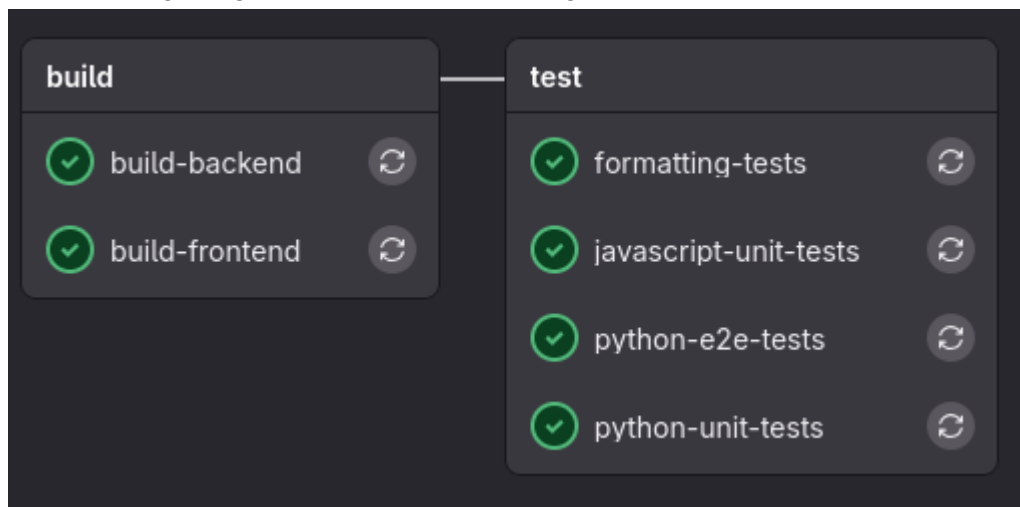 build
build-backend
build-frontend
test
formatting-tests
javascript-unit-tests
python-e2e-tests
python-unit-tests